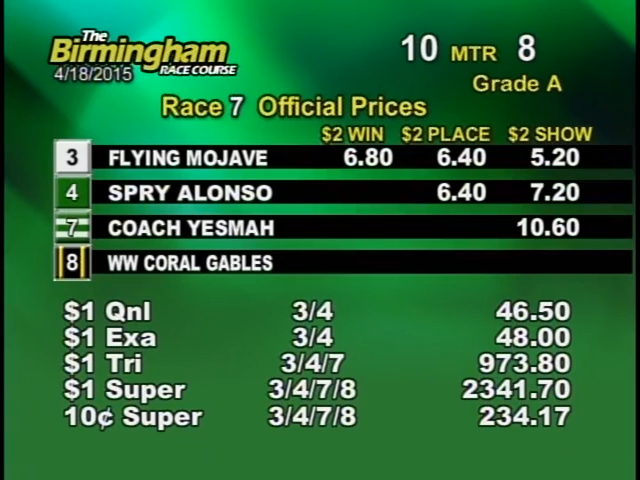 The
Birmingham
RACE COURSE
4/18/2015
10 MTR 8
Grade A
Race 7 Official Prices
$2 WIN $2 PLACE $2 SHOW
3 FLYING MOJAVE 6.80 6.40 5.20
4 SPRY ALONSO 6.40 7.20
7 COACH YESMAH 10.60
8 WW CORAL GABLES
$1 Qnl 3/4 46.50
$1 Exa 3/4 48.00
$1 Tri 3/4/7 973.80
$1 Super 3/4/7/8 2341.70
10¢ Super 3/4/7/8 234.17